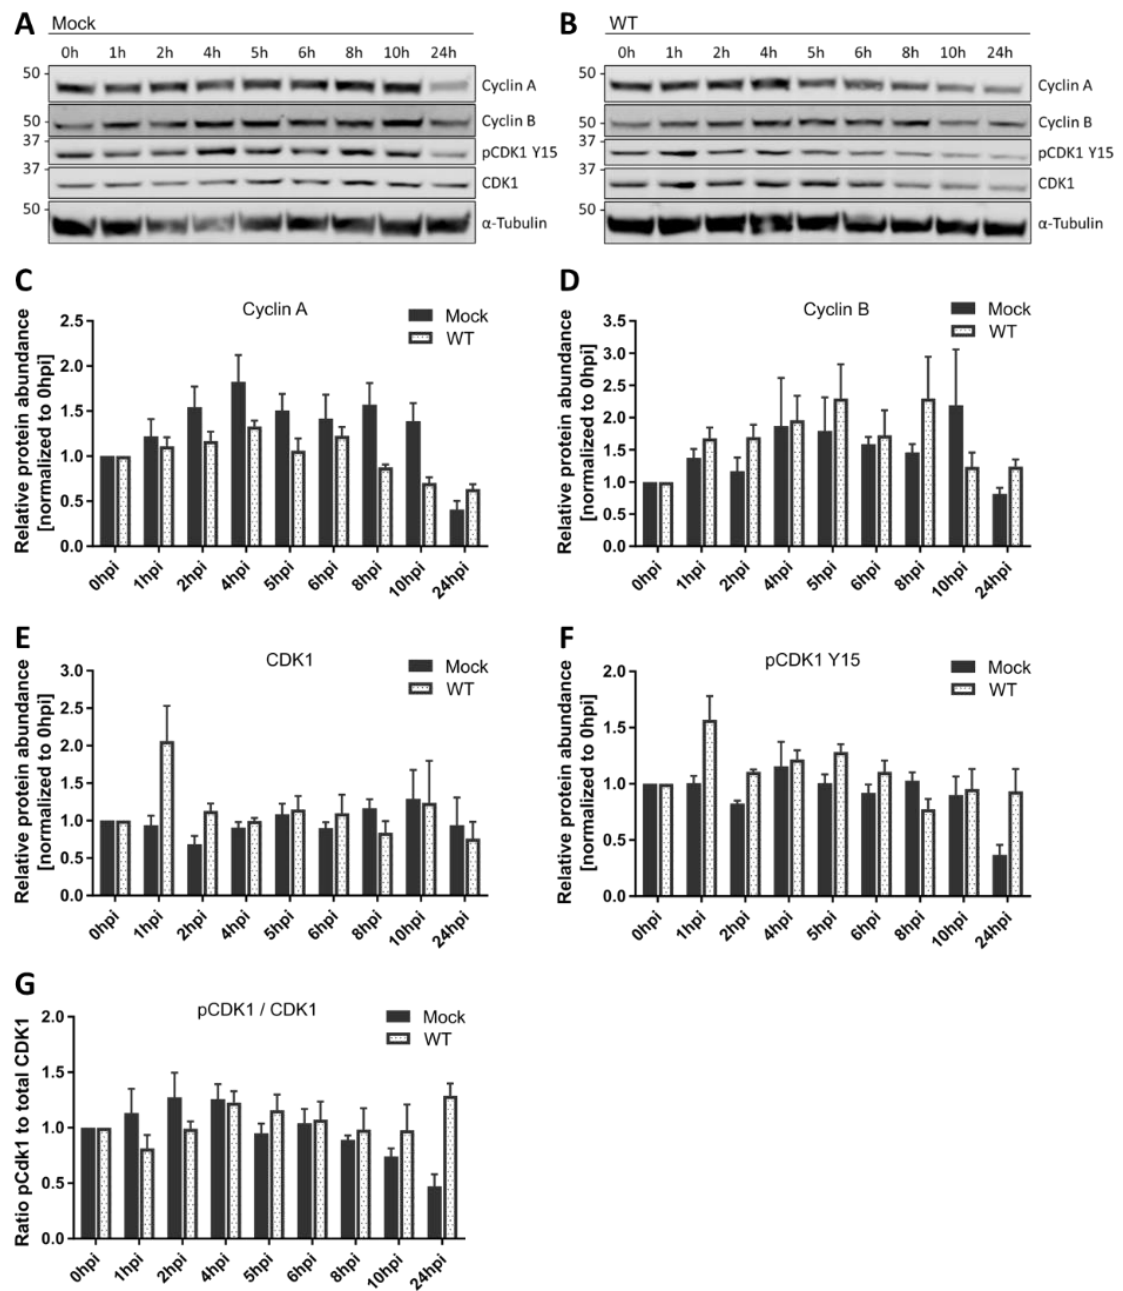 A Mock
0h 1h 2h 4h 5h 6h 8h 10h 24h
50
Cyclin A
50
Cyclin B
37
pCDK1 Y15
37
CDK1
50
α-Tubulin
B WT
0h 1h 2h 4h 5h 6h 8h 10h 24h
50
Cyclin A
50
Cyclin B
37
pCDK1 Y15
37
CDK1
50
α-Tubulin
C
Cyclin A
Mock
WT
Relative protein abundance
[normalized to 0hpi]
2.5
2.0
1.5
1.0
0.5
0.0
0hpi 1hpi 2hpi 4hpi 5hpi 6hpi 8hpi 10hpi 24hpi
D
Cyclin B
Mock
WT
Relative protein abundance
[normalized to 0hpi]
3.5
3.0
2.5
2.0
1.5
1.0
0.5
0.0
0hpi 1hpi 2hpi 4hpi 5hpi 6hpi 8hpi 10hpi 24hpi
E
CDK1
Mock
WT
Relative protein abundance
[normalized to 0hpi]
3.0
2.5
2.0
1.5
1.0
0.5
0.0
0hpi 1hpi 2hpi 4hpi 5hpi 6hpi 8hpi 10hpi 24hpi
F
pCDK1 Y15
Mock
WT
Relative protein abundance
[normalized to 0hpi]
2.0
1.5
1.0
0.5
0.0
0hpi 1hpi 2hpi 4hpi 5hpi 6hpi 8hpi 10hpi 24hpi
G
pCDK1 / CDK1
Mock
WT
Ratio pCdk1 to total CDK1
2.0
1.5
1.0
0.5
0.0
0hpi 1hpi 2hpi 4hpi 5hpi 6hpi 8hpi 10hpi 24hpi